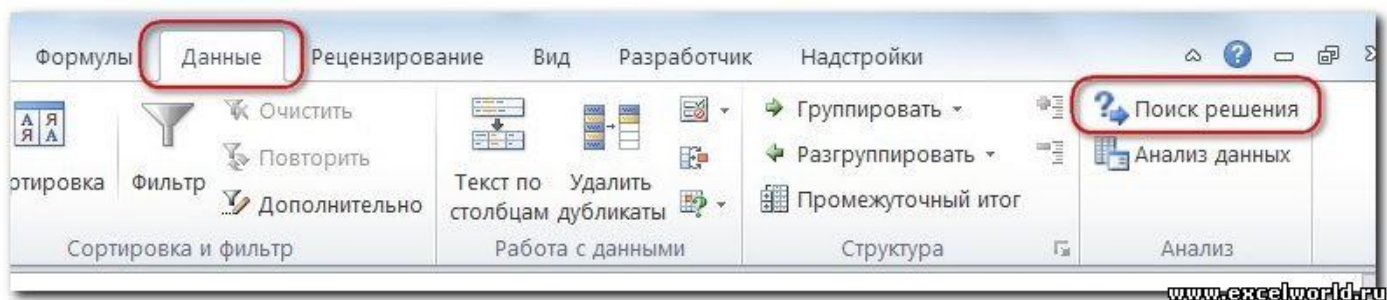 Формулы Данные Рецензирование Вид Разработчик Надстройки
Очистить Группировать Поиск решения
Повторить Разгруппировать Анализ данных
Фильтр Текст по Удалить
Дополнительно столбцам дубликаты Промежуточный итог
Сортировка и фильтр Работа с данными Структура Анализ
www.excelworld.ru